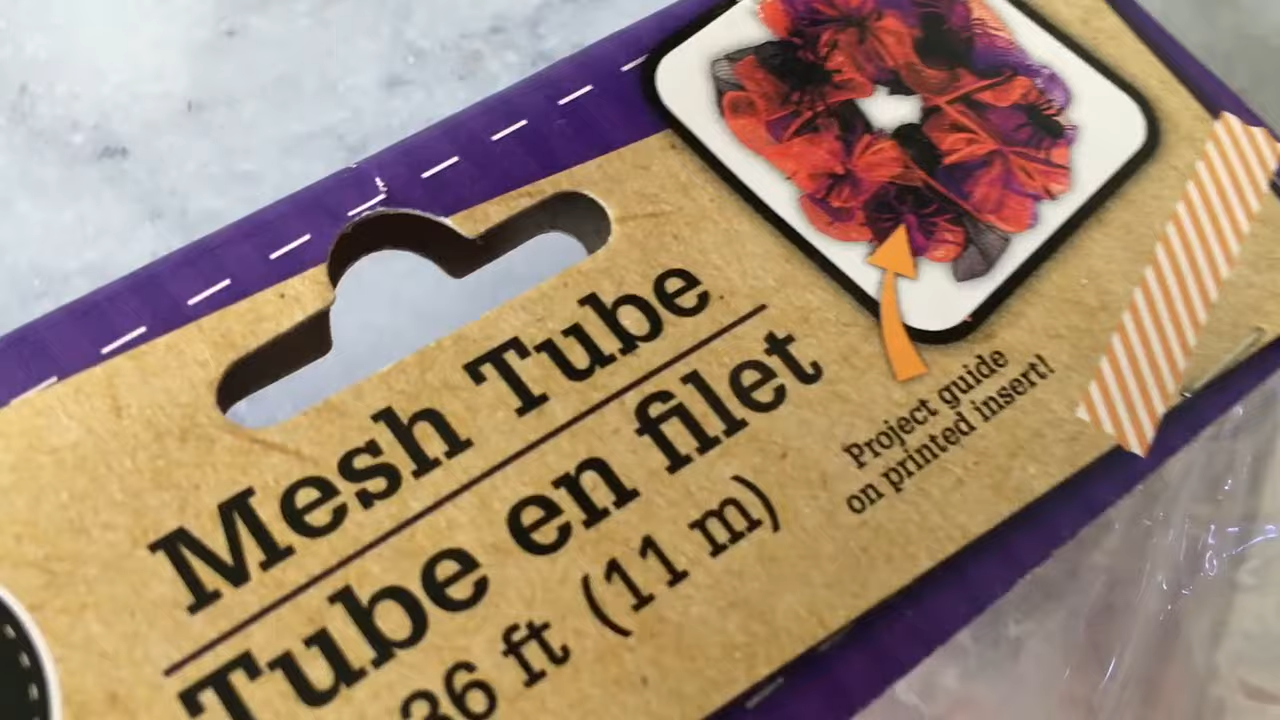 Mesh Tube
Tube en filet
36 ft (11 m)
Project guide
on printed insert!